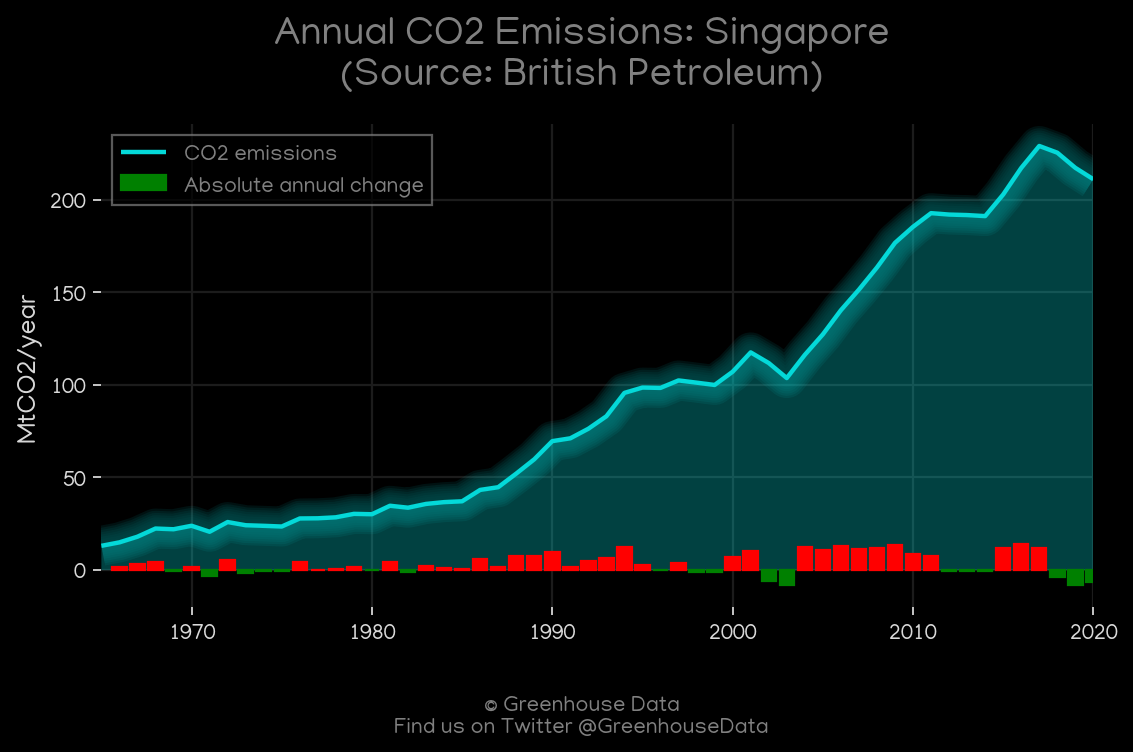 Annual CO2 Emissions: Singapore
(Source: British Petroleum)
CO2 emissions
Absolute annual change
MtCO2/year
200
150
100
50
0
1970 1980 1990 2000 2010 2020
© Greenhouse Data
Find us on Twitter @GreenhouseData